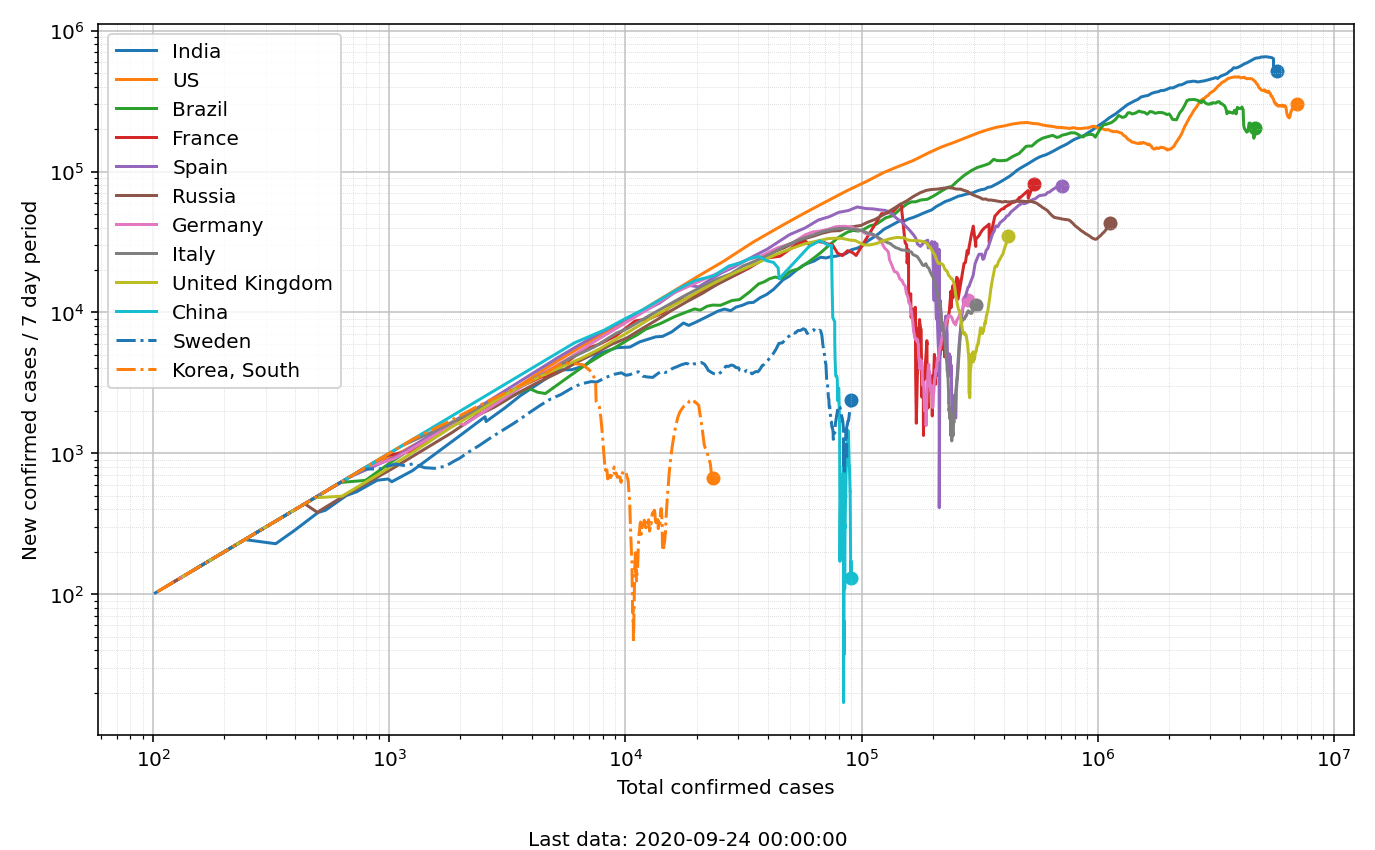 10^6
10^5
10^4
10^3
10^2
New confirmed cases / 7 day period
India
US
Brazil
France
Spain
Russia
Germany
Italy
United Kingdom
China
Sweden
Korea, South
10^2 10^3 10^4 10^5 10^6 10^7
Total confirmed cases
Last data: 2020-09-24 00:00:00